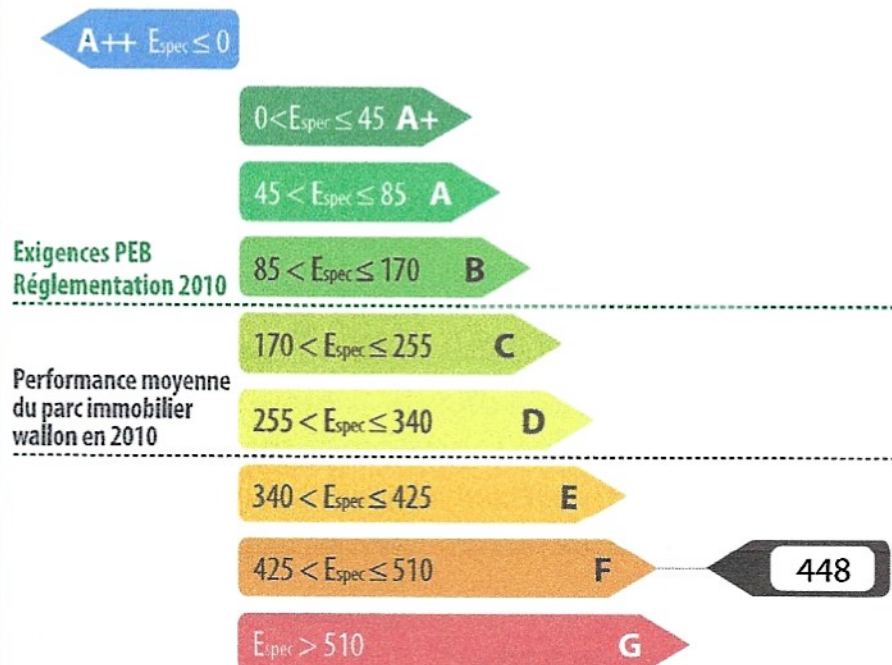 A++ Espec ≤ 0
0 < Espec ≤ 45 A+
45 < Espec ≤ 85 A
Exigences PEB
Réglementation 2010
85 < Espec ≤ 170 B
170 < Espec ≤ 255 C
Performance moyenne
du parc immobilier
wallon en 2010
255 < Espec ≤ 340 D
340 < Espec ≤ 425 E
425 < Espec ≤ 510 F
448
Espec > 510 G